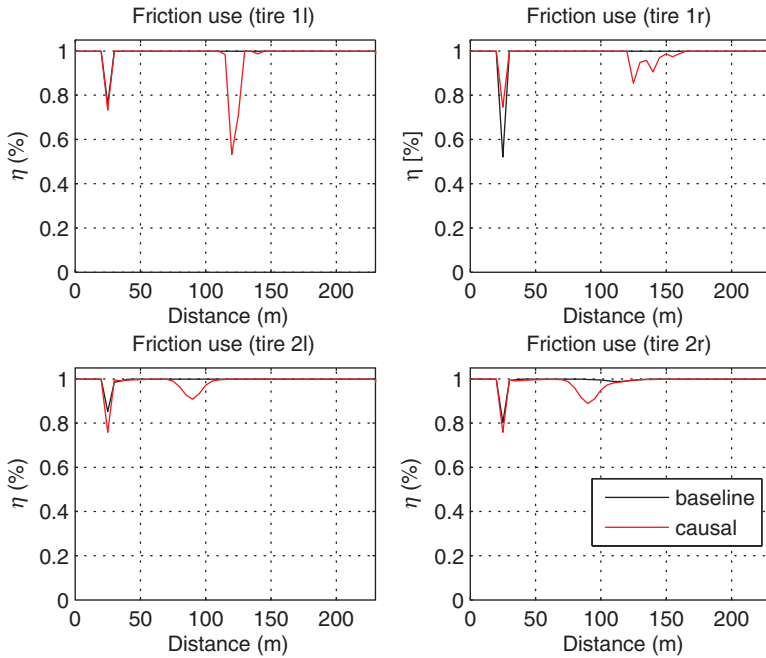 Friction use (tire 1l)
1
0.8
0.6
0.4
0.2
0
η (%)
0 50 100 150 200
Distance (m)
Friction use (tire 1r)
1
0.8
0.6
0.4
0.2
0
η [%]
0 50 100 150 200
Distance (m)
Friction use (tire 2l)
1
0.8
0.6
0.4
0.2
0
η (%)
0 50 100 150 200
Distance (m)
Friction use (tire 2r)
1
0.8
0.6
0.4
0.2
0
η (%)
baseline
causal
0 50 100 150 200
Distance (m)